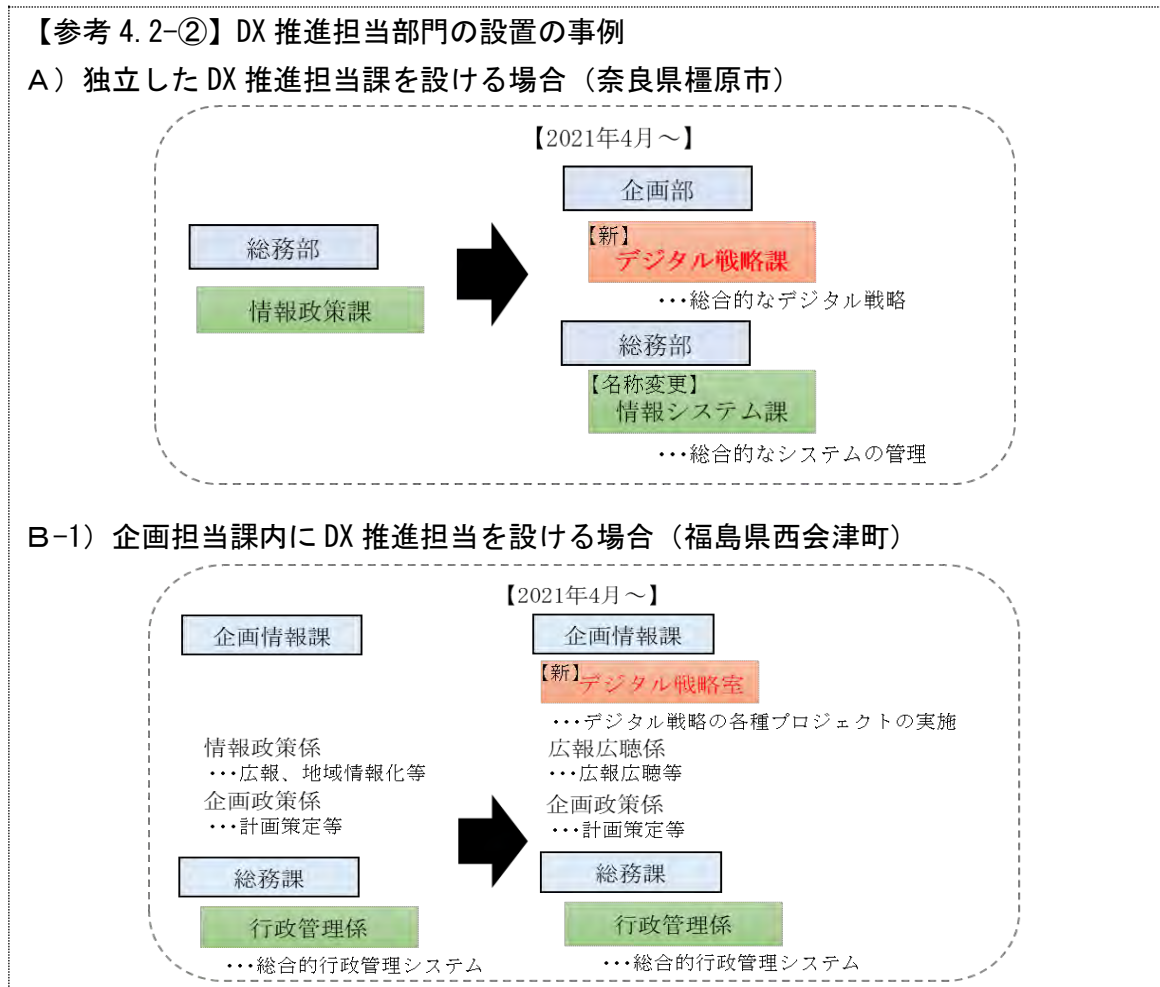 【参考 4.2-②】DX 推進担当部門の設置の事例
A)独立した DX 推進担当課を設ける場合(奈良県橿原市)
総務部
情報政策課
【2021年4月～】
企画部
【新】
デジタル戦略課
･･･総合的なデジタル戦略
総務部
【名称変更】
情報システム課
･･･総合的なシステムの管理
B-1)企画担当課内に DX 推進担当を設ける場合(福島県西会津町)
企画情報課
情報政策係
･･･広報、地域情報化等
企画政策係
･･･計画策定等
総務課
行政管理係
･･･総合的行政管理システム
【2021年4月～】
企画情報課
【新】
デジタル戦略室
･･･デジタル戦略の各種プロジェクトの実施
広報広聴係
･･･広報広聴等
企画政策係
･･･計画策定等
総務課
行政管理係
･･･総合的行政管理システム